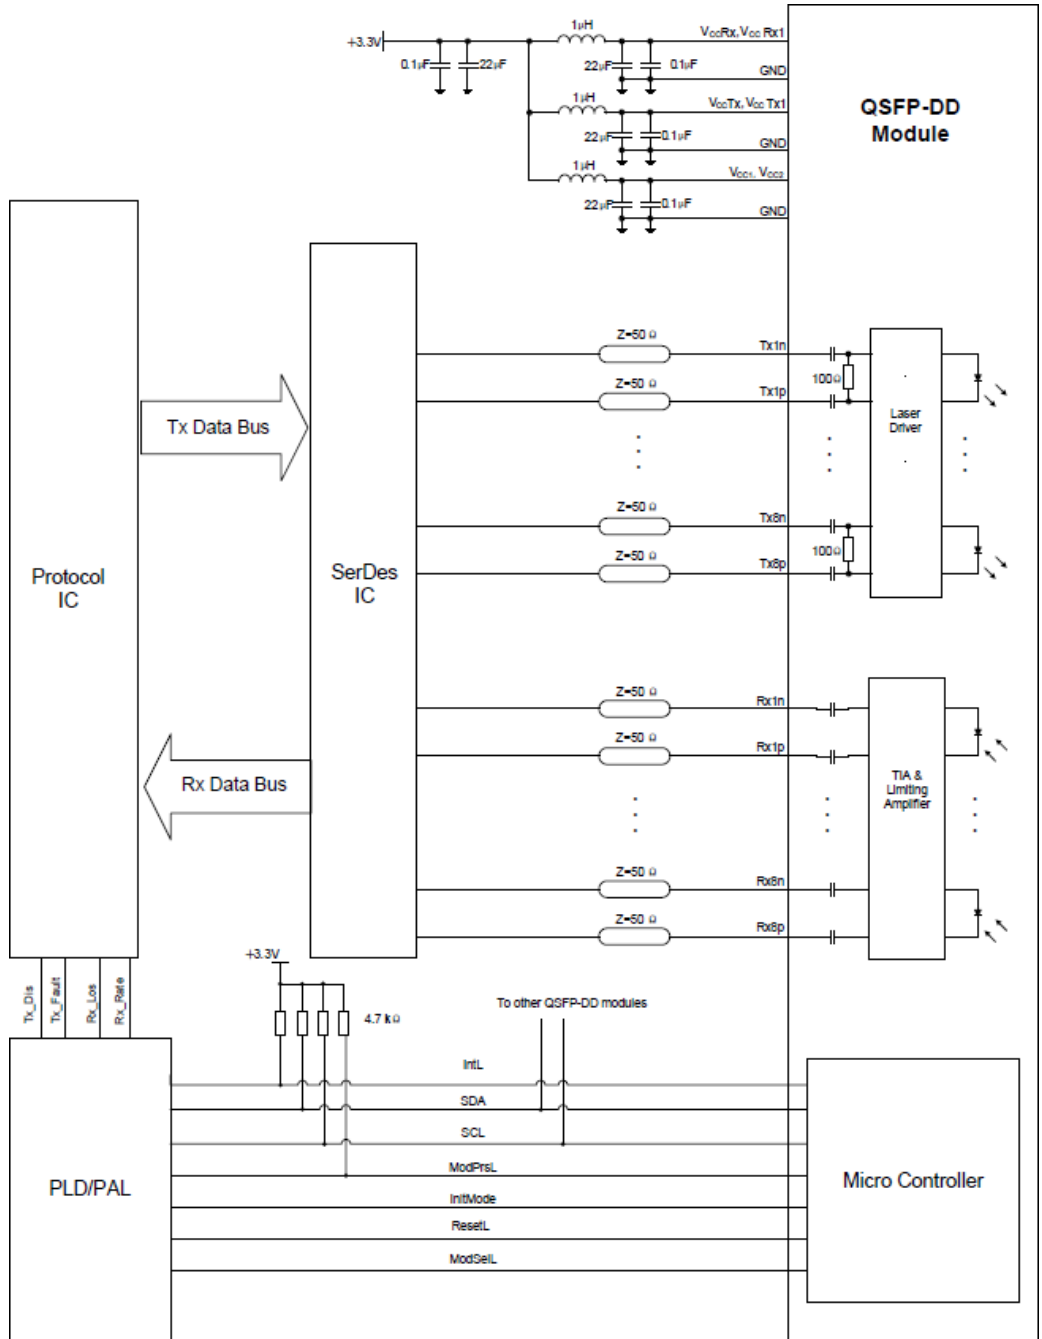 1μH
+3.3V
VccRx, Vcc Rx1
0.1μF
22μF
22μF
0.1μF
GND
1μH
VccTx, Vcc Tx1
QSFP-DD
Module
22μF
0.1μF
GND
1μH
Vcc1, Vcc2
22μF
0.1μF
GND
Z=50 Ω
Tx1n
Z=50 Ω
Tx1p
100Ω
Tx Data Bus
Laser
Driver
Z=50 Ω
Tx8n
Z=50 Ω
Tx8p
100Ω
Protocol
IC
SerDes
IC
Z=50 Ω
Rx1n
Z=50 Ω
Rx1p
Rx Data Bus
TIA &
Limiting
Amplifier
Z=50 Ω
Rx8n
Z=50 Ω
Rx8p
+3.3V
Tx_Dis
Tx_Fault
Rx_Los
Rx_Rate
4.7 kΩ
To other QSFP-DD modules
IntL
SDA
SCL
ModPrsL
InitMode
ResetL
ModSelL
PLD/PAL
Micro Controller